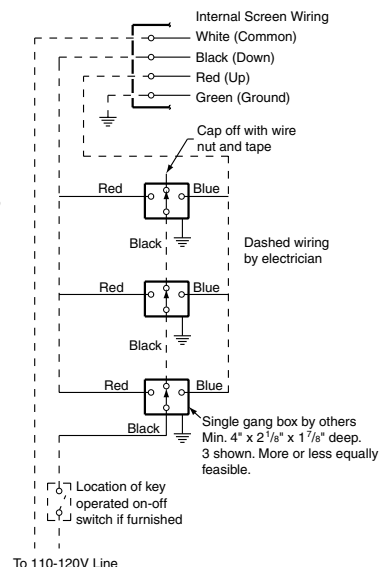 Internal Screen Wiring
White (Common)
Black (Down)
Red (Up)
Green (Ground)
Cap off with wire
nut and tape
Red
Blue
Black
Dashed wiring
by electrician
Red
Blue
Black
Red
Blue
Black
Single gang box by others
Min. 4" x 2 1/8" x 1 7/8" deep.
3 shown. More or less equally
feasible.
Location of key
operated on-off
switch if furnished
To 110-120V Line